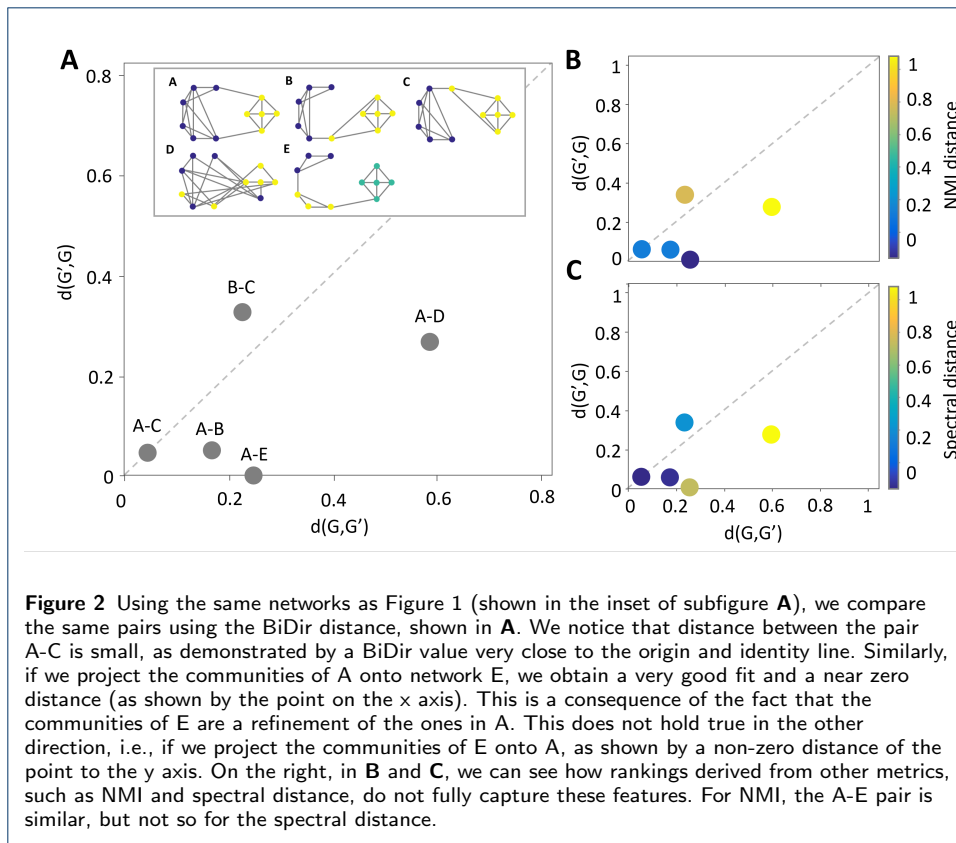 A
0.8
0.6
0.4
0.2
0
d(G',G)
A
B
C
D
E
B-C
A-D
A-C
A-B
A-E
0
0.2
0.4
0.6
0.8
B
1
0.8
0.6
0.4
0.2
0
d(G',G)
1
0.8
0.6
0.4
0.2
0
NMI distance
C
1
0.8
0.6
0.4
0.2
0
d(G',G)
0
0.2
0.4
0.6
0.8
1
d(G,G')
d(G,G')
1
0.8
0.6
0.4
0.2
0
Spectral distance
Figure 2 Using the same networks as Figure 1 (shown in the inset of subfigure A), we compare
the same pairs using the BiDir distance, shown in A. We notice that distance between the pair
A-C is small, as demonstrated by a BiDir value very close to the origin and identity line. Similarly,
if we project the communities of A onto network E, we obtain a very good fit and a near zero
distance (as shown by the point on the x axis). This is a consequence of the fact that the
communities of E are a refinement of the ones in A. This does not hold true in the other
direction, i.e., if we project the communities of E onto A, as shown by a non-zero distance of the
point to the y axis. On the right, in B and C, we can see how rankings derived from other metrics,
such as NMI and spectral distance, do not fully capture these features. For NMI, the A-E pair is
similar, but not so for the spectral distance.